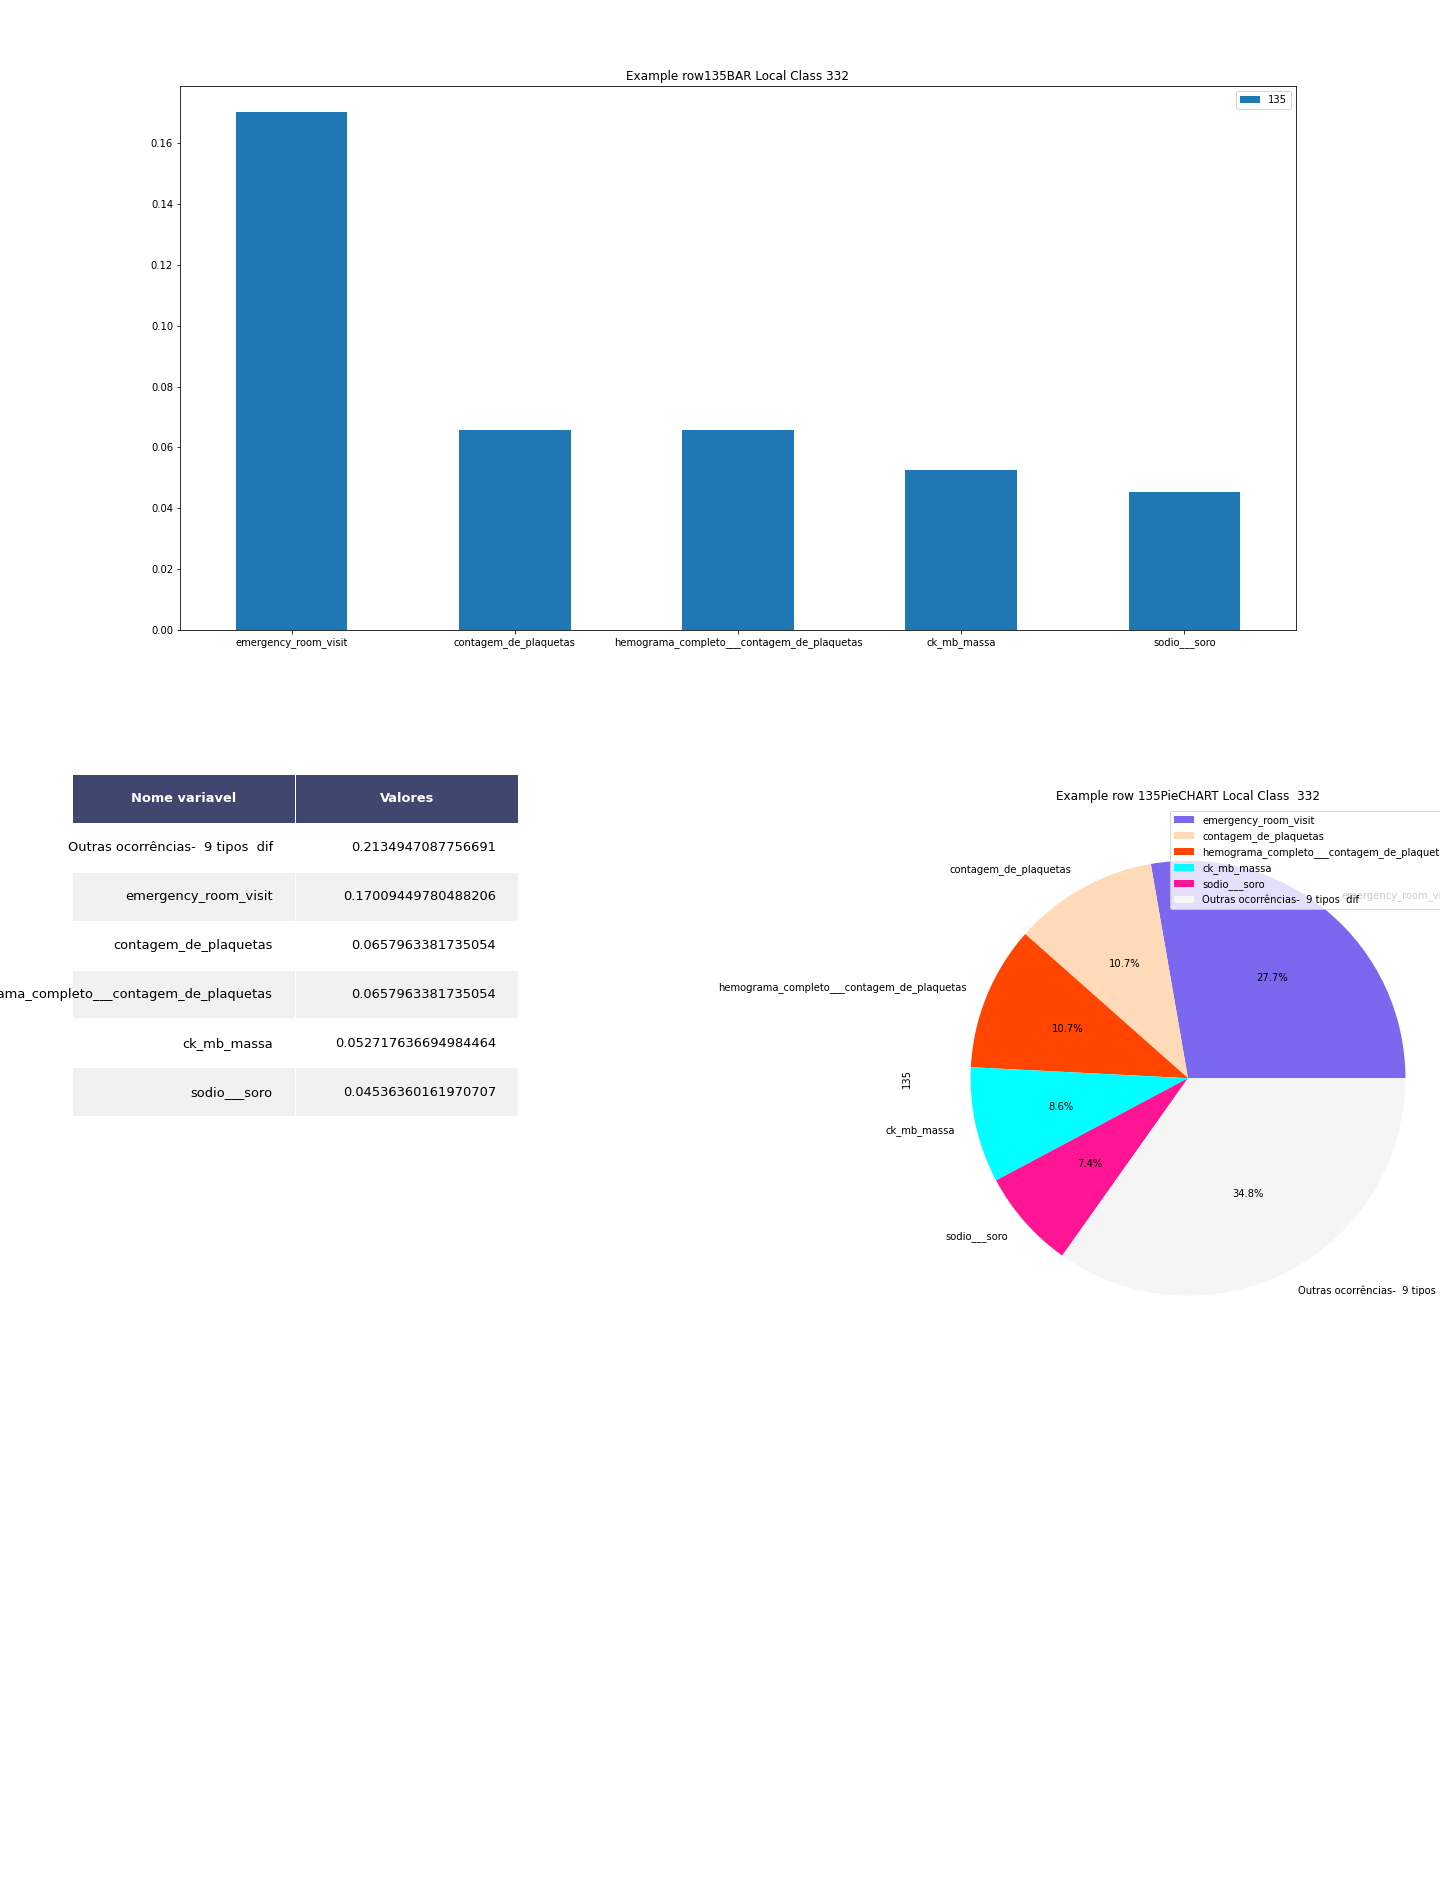 Example row135BAR Local Class 332
135
0.16
0.14
0.12
0.10
0.08
0.06
0.04
0.02
0.00
emergency_room_visit
contagem_de_plaquetas
hemograma_completo___contagem_de_plaquetas
ck_mb_massa
sodio___soro
Nome variavel Valores
Outras ocorrências-  9 tipos  dif 0.2134947087756691
emergency_room_visit 0.17009449780488206
contagem_de_plaquetas 0.0657963381735054
ama_completo___contagem_de_plaquetas 0.0657963381735054
ck_mb_massa 0.052717636694984464
sodio___soro 0.04536360161970707
Example row 135PieCHART Local Class  332
emergency_room_visit
contagem_de_plaquetas
hemograma_completo___contagem_de_plaquet
ck_mb_massa
sodio___soro
Outras ocorrências-  9 tipos  dif
emergency_room_vi
contagem_de_plaquetas
hemograma_completo___contagem_de_plaquetas
ck_mb_massa
sodio___soro
Outras ocorrências-  9 tipos
27.7%
10.7%
10.7%
8.6%
7.4%
34.8%
135